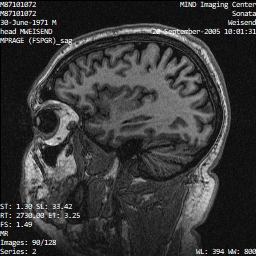 M87101072
MIND Imaging Center
M87101072
Sonata
30-June-1971 M
Weisend
head MWEISEND
20 September-2005 10:01:31
MPRAGE (FSPGR)_sag
ST: 1.30 SL: 33.42
RT: 2730.00 ET: 3.25
FS: 1.49
MR
Images: 90/128
Series: 2
WL: 394 WW: 800